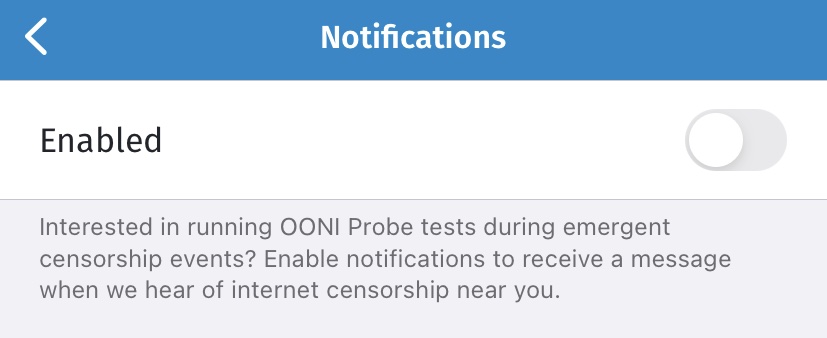 Notifications
Enabled
Interested in running OONI Probe tests during emergent
censorship events? Enable notifications to receive a message
when we hear of internet censorship near you.